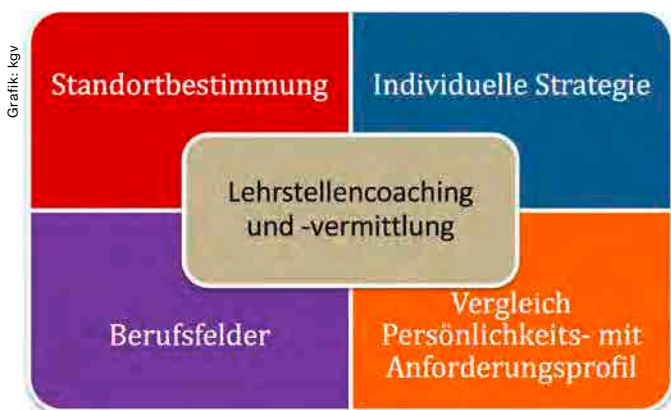 Grafik: kgv
Standortbestimmung
Individuelle Strategie
Lehrstellencoaching
und -vermittlung
Berufsfelder
Vergleich
Persönlichkeits- mit
Anforderungsprofil